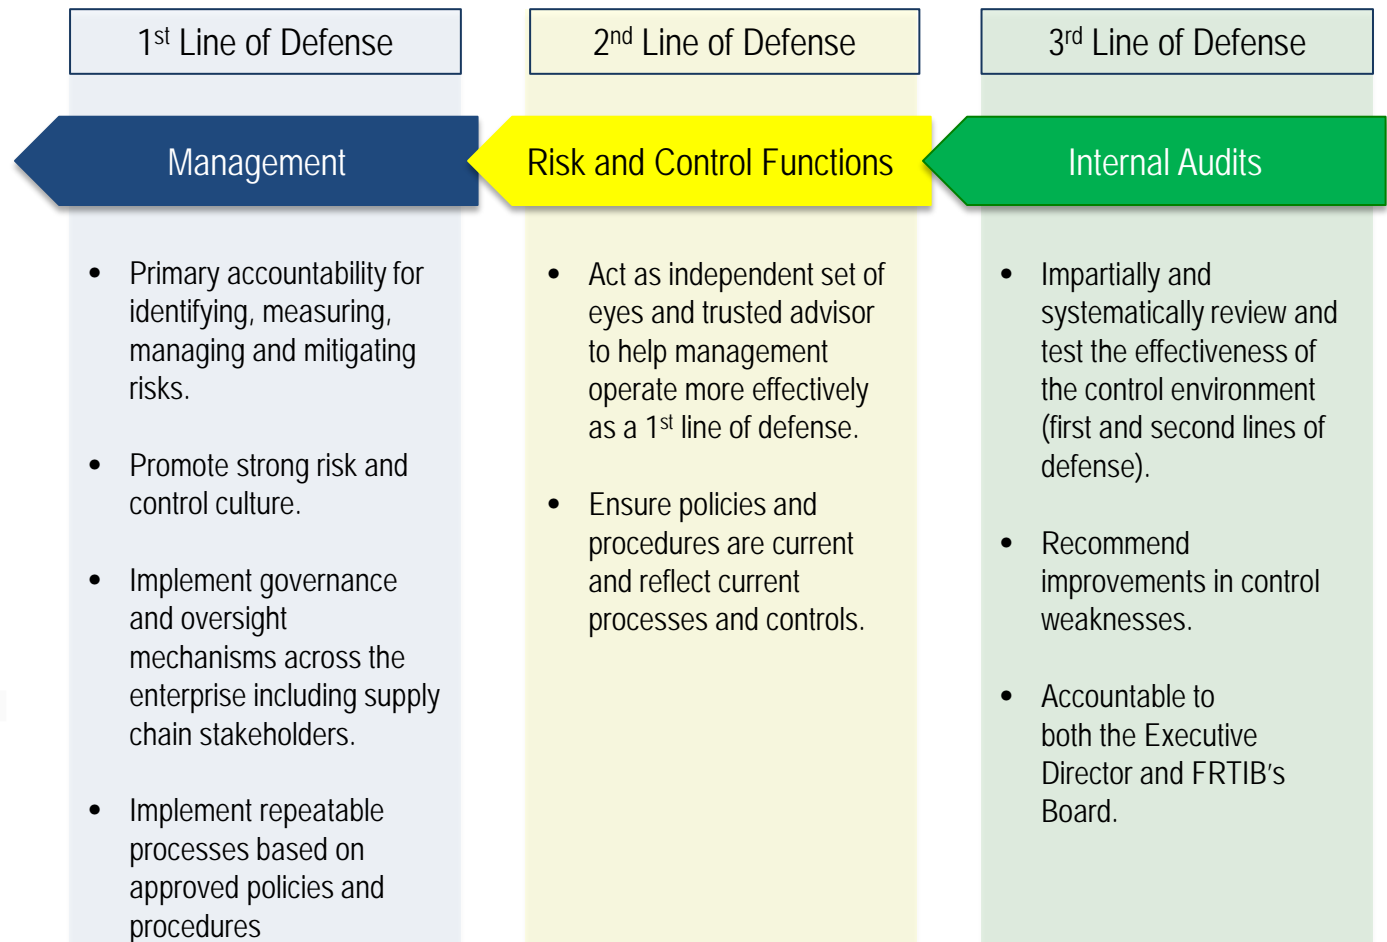 1st Line of Defense
Management
• Primary accountability for
identifying, measuring,
managing and mitigating
risks.
• Promote strong risk and
control culture.
• Implement governance
and oversight
mechanisms across the
enterprise including supply
chain stakeholders.
• Implement repeatable
processes based on
approved policies and
procedures
2nd Line of Defense
Risk and Control Functions
• Act as independent set of
eyes and trusted advisor
to help management
operate more effectively
as a 1st line of defense.
• Ensure policies and
procedures are current
and reflect current
processes and controls.
3rd Line of Defense
Internal Audits
• Impartially and
systematically review and
test the effectiveness of
the control environment
(first and second lines of
defense).
• Recommend
improvements in control
weaknesses.
• Accountable to
both the Executive
Director and FRTIB's
Board.